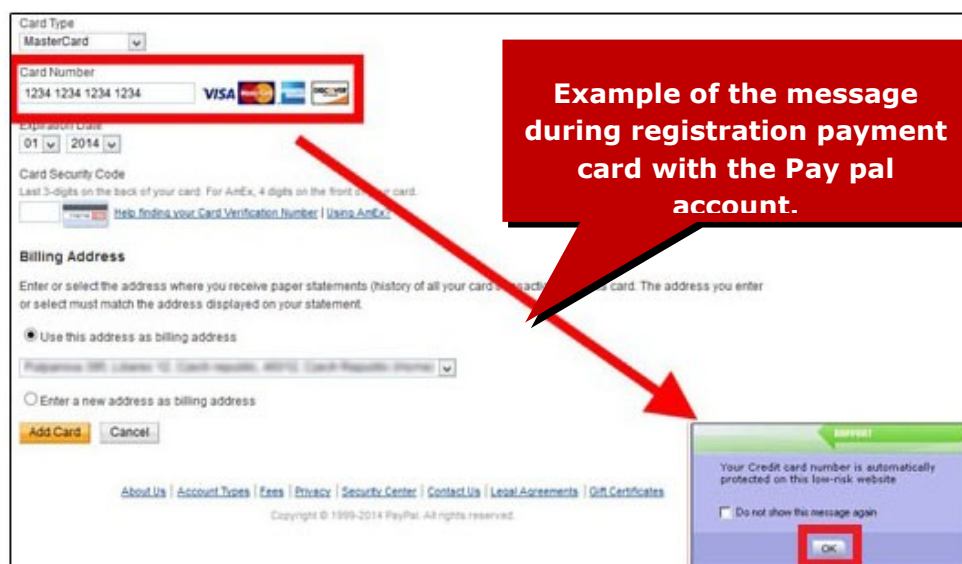 Card Type
MasterCard
Card Number
1234 1234 1234 1234 VISA MasterCard DISCOVER
Expiration Date
01 2014
Card Security Code
Last 3-digits on the back of your card. For AmEx, 4 digits on the front of your card.
Help finding your Card Verification Number | Using AmEx?
Example of the message
during registration payment
card with the Pay pal
account.
Billing Address
Enter or select the address where you receive paper statements (history of all your card card. The address you enter
or select must match the address displayed on your statement.
Use this address as billing address
Enter a new address as billing address
Add Card Cancel
About Us | Account Types | Fees | Privacy | Security Center | Contact Us | Legal Agreements | Gift Certificates
Copyright © 1999-2014 PayPal. All rights reserved.
SUPPORT
Your Credit card number is automatically
protected on this low-risk website
Do not show this message again
OK